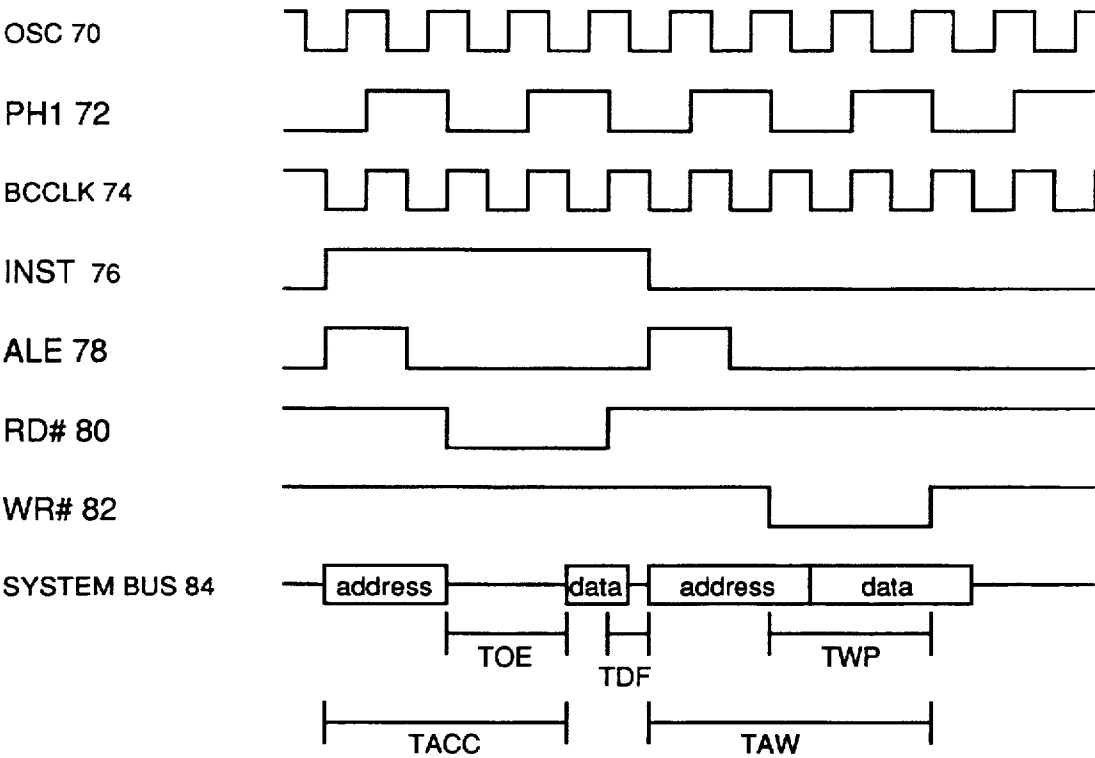 OSC 70
PH1 72
BCCLK 74
INST 76
ALE 78
RD# 80
WR# 82
SYSTEM BUS 84 address data address data
TOE TWP
TDF
TACC TAW